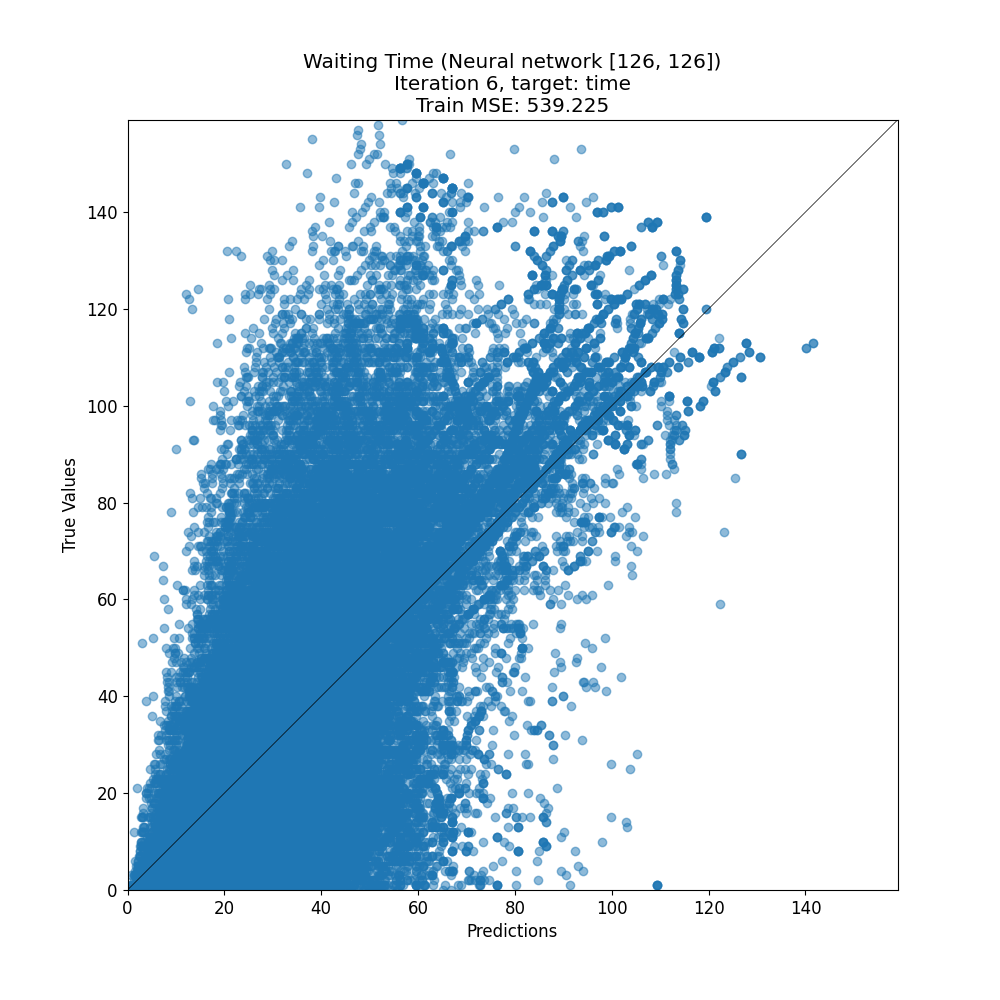 Waiting Time (Neural network [126, 126])
Iteration 6, target: time
Train MSE: 539.225
True Values
140
120
100
80
60
40
20
0
0 20 40 60 80 100 120 140
Predictions